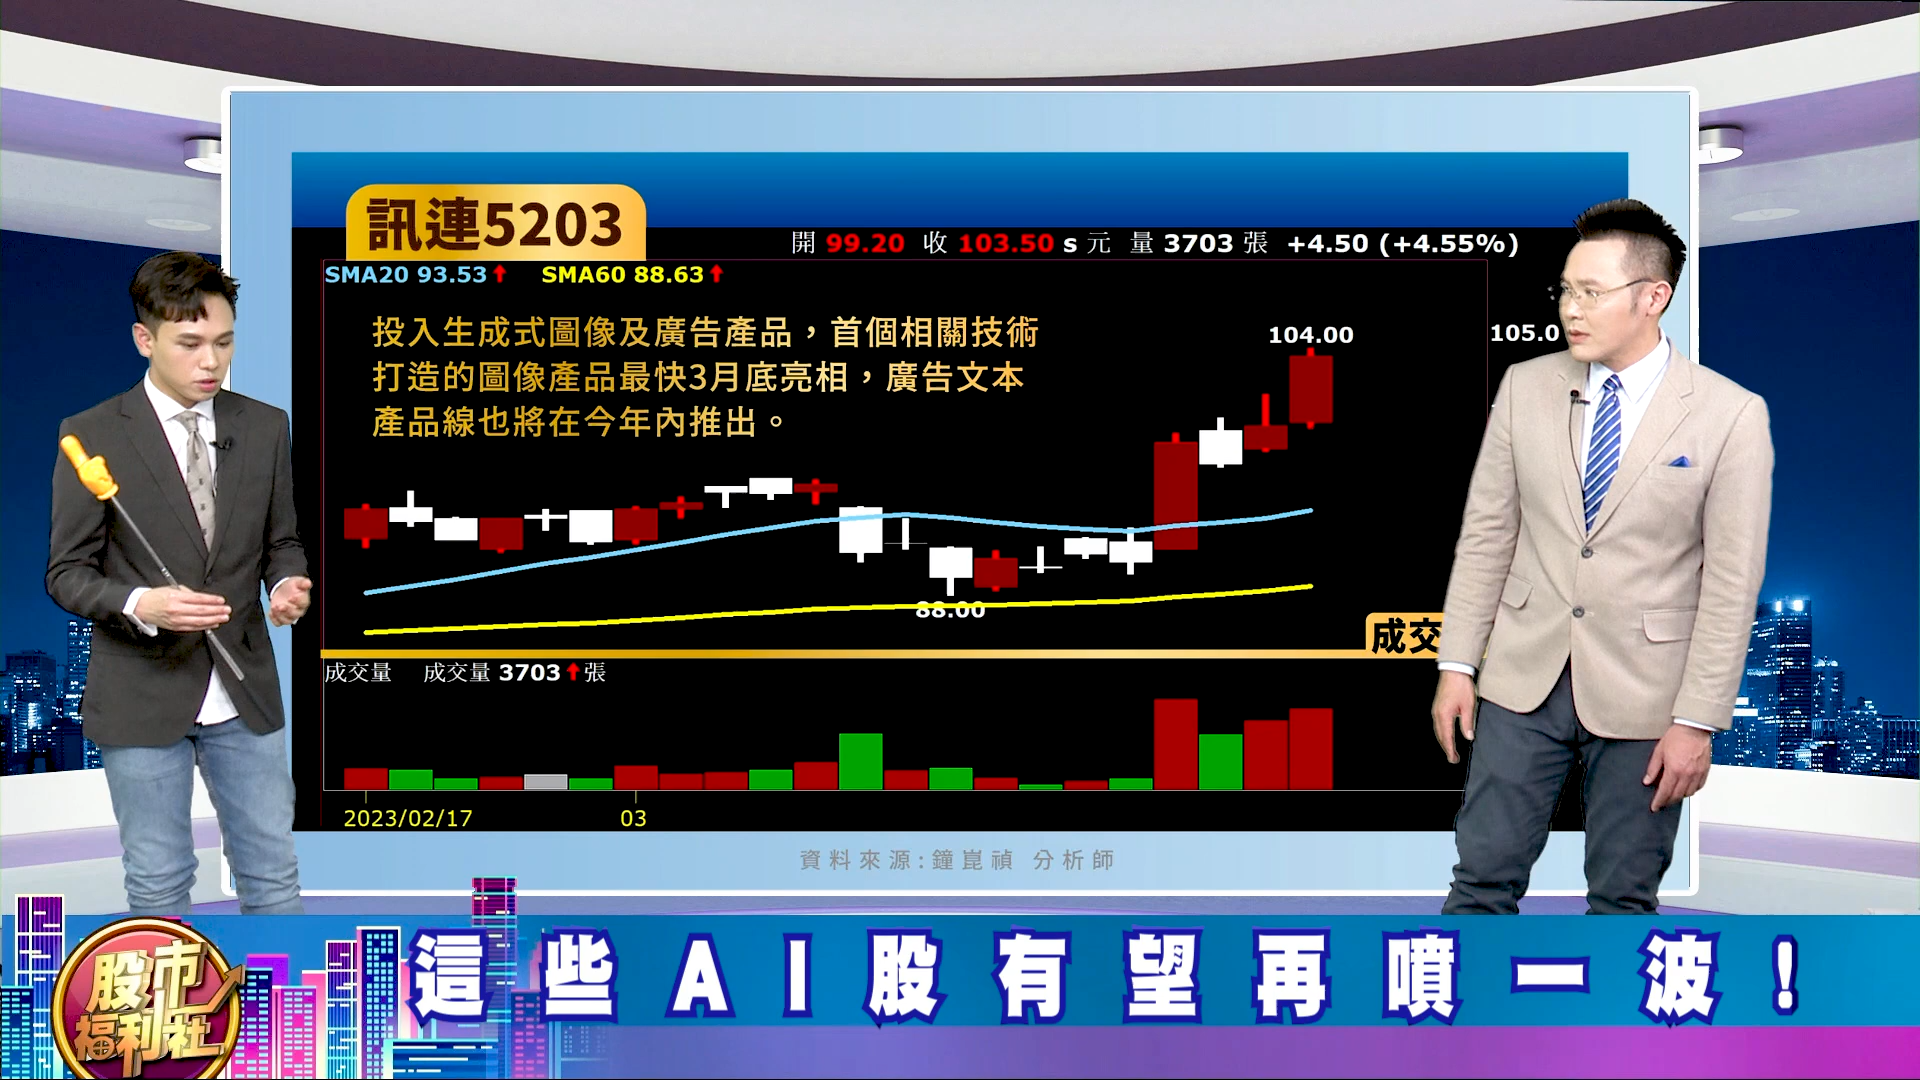 訊連5203
開 99.20 收 103.50 s 元 量 3703 張 +4.50 (+4.55%)
SMA20 93.53 SMA60 88.63
投入生成式圖像及廣告產品，首個相關技術
打造的圖像產品最快3月底亮相，廣告文本
產品線也將在今年內推出。
104.00
105.0
88.00
成交
成交量 成交量 3703 張
2023/02/17
03
資料來源:鐘崑禎 分析師
這些AI股有望再噴一波！
股市
福利社